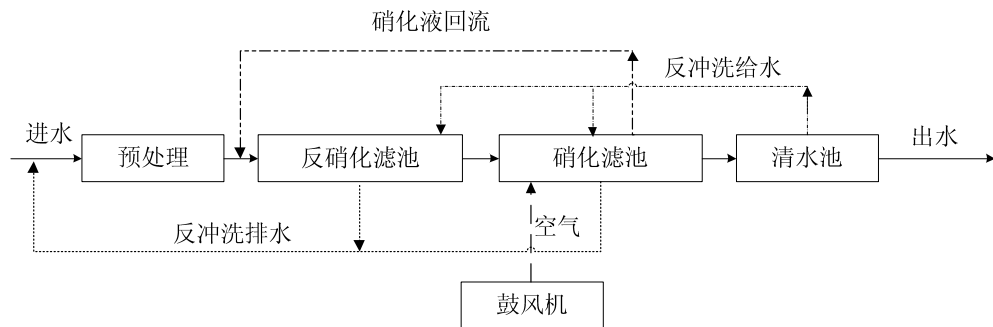 硝化液回流
反冲洗给水
进水
预处理
反硝化滤池
硝化滤池
清水池
出水
反冲洗排水
空气
鼓风机